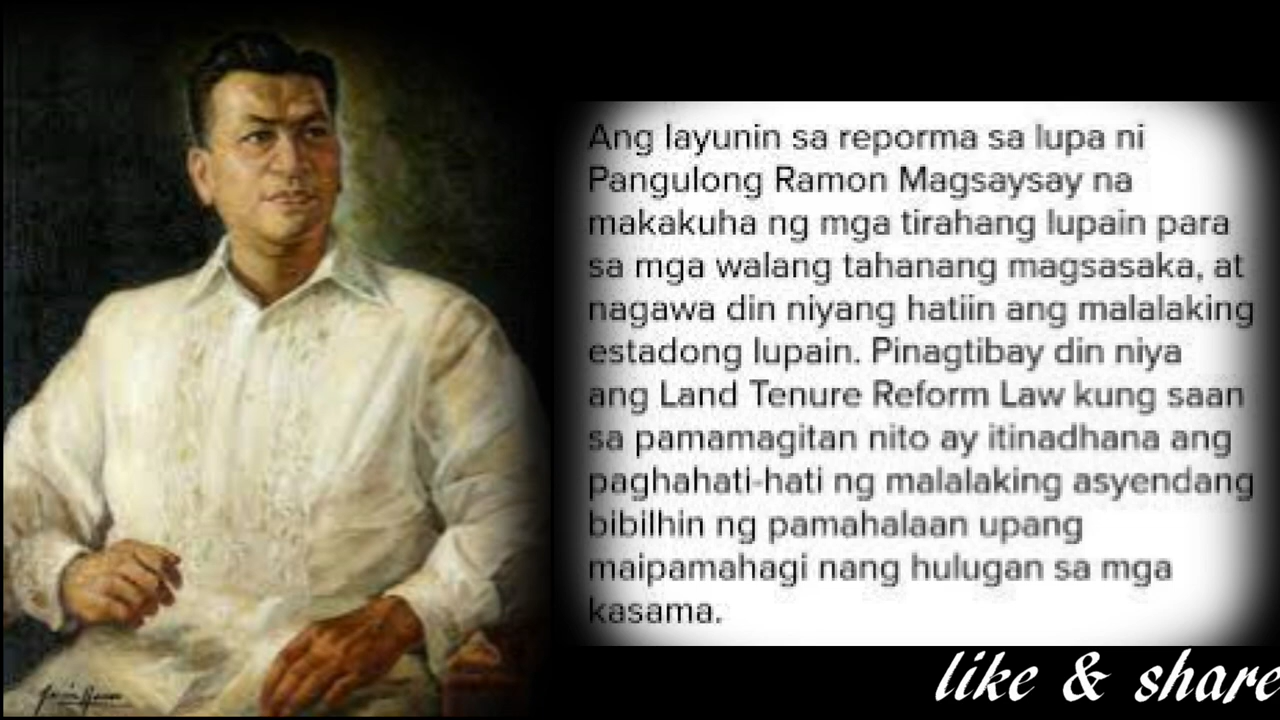 Ang layunin sa reporma sa lupa ni
Pangulong Ramon Magsaysay na
makakuha ng mga tirahang lupain para
sa mga walang tahanang magsasaka, at
nagawa din niyang hatiin ang malalaking
estadong lupain. Pinagtibay din niya
ang Land Tenure Reform Law kung saan
sa pamamagitan nito ay itinadhana ang
paghahati-hati ng malalaking asyendang
bibilhin ng pamahalaan upang
maipamahagi nang hulugan sa mga
kasama.
like & share